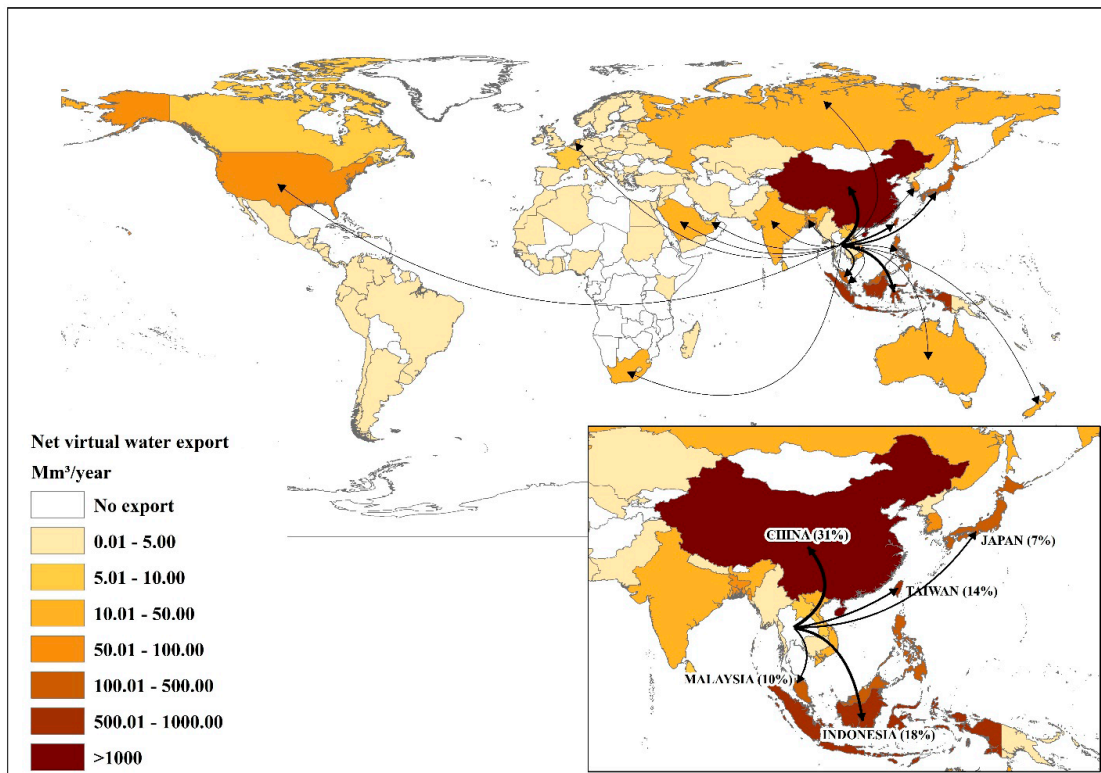 Net virtual water export
Mm³/year
No export
0.01 - 5.00
5.01 - 10.00
10.01 - 50.00
50.01 - 100.00
100.01 - 500.00
500.01 - 1000.00
>1000
CHINA (31%)
JAPAN (7%)
TAIWAN (14%)
MALAYSIA (10%)
INDONESIA (18%)